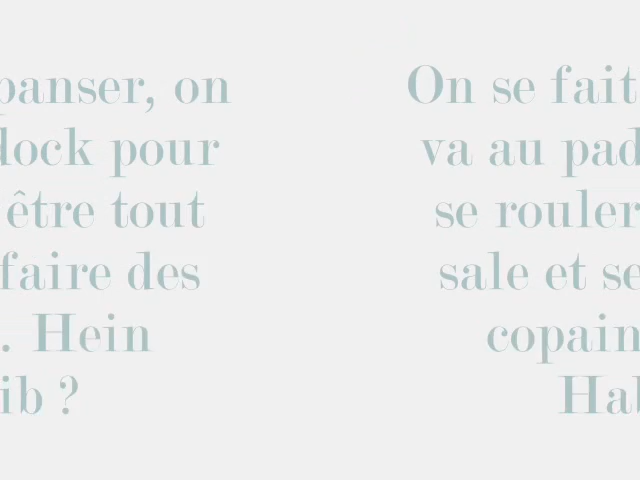 panser, on
dock pour
être tout
faire des
. Hein
ib ?
On se fait
va au pad
se rouler
sale et se
copain
Hab